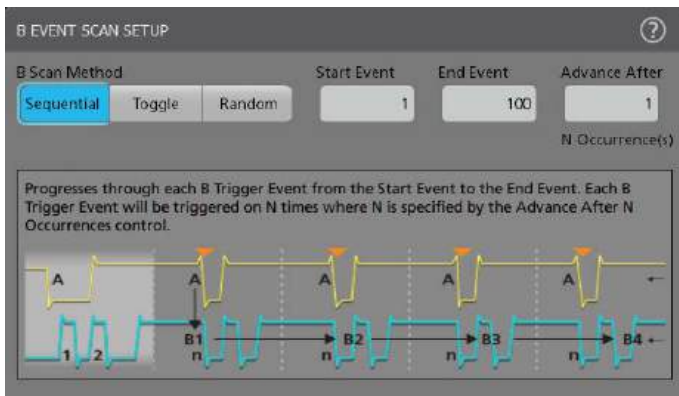 B EVENT SCAN SETUP
?
B Scan Method
Start Event
End Event
Advance After
Sequential
Toggle
Random
1
100
1
N Occurrence(s)
Progresses through each B Trigger Event from the Start Event to the End Event. Each B
Trigger Event will be triggered on N times where N is specified by the Advance After N
Occurrences control.
A A A A A
B1 B2 B3 B4
1 2 n n n n